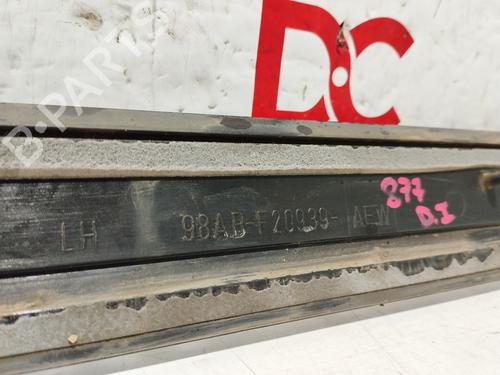 DC
B-PARTS
LH 98AB-F20939- AEW
877
D.I